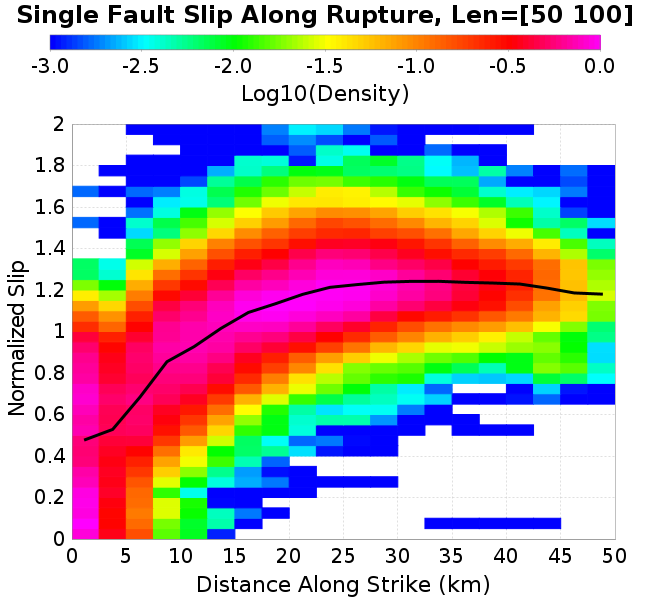 Single Fault Slip Along Rupture, Len=[50 100]
-3.0 -2.5 -2.0 -1.5 -1.0 -0.5 0.0
Log10(Density)
2
1.8
1.6
1.4
1.2
1
0.8
0.6
0.4
0.2
0
Normalized Slip
0 5 10 15 20 25 30 35 40 45 50
Distance Along Strike (km)